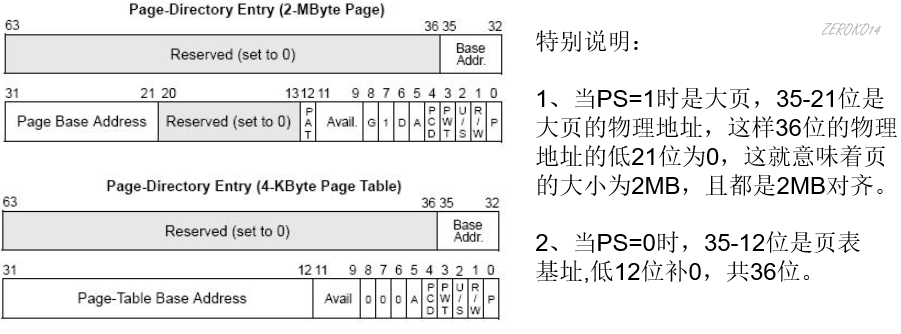 Page-Directory Entry (2-MByte Page)
63 36 35 32
Reserved (set to 0) Base Addr.
31 21 20 13 12 11 9 8 7 6 5 4 3 2 1 0
Page Base Address Reserved (set to 0) PAT Avail. G 1 D A PCD PWT U/S R/W P
Page-Directory Entry (4-KByte Page Table)
63 36 35 32
Reserved (set to 0) Base Addr.
31 12 11 9 8 7 6 5 4 3 2 1 0
Page-Table Base Address Avail 0 0 0 A PCD PWT U/S R/W P
ZER0K014
特别说明：
1、当PS=1时是大页，35-21位是
大页的物理地址，这样36位的物理
地址的低21位为0，这就意味着页
的大小为2MB，且都是2MB对齐。
2、当PS=0时，35-12位是页表
基址,低12位补0，共36位。